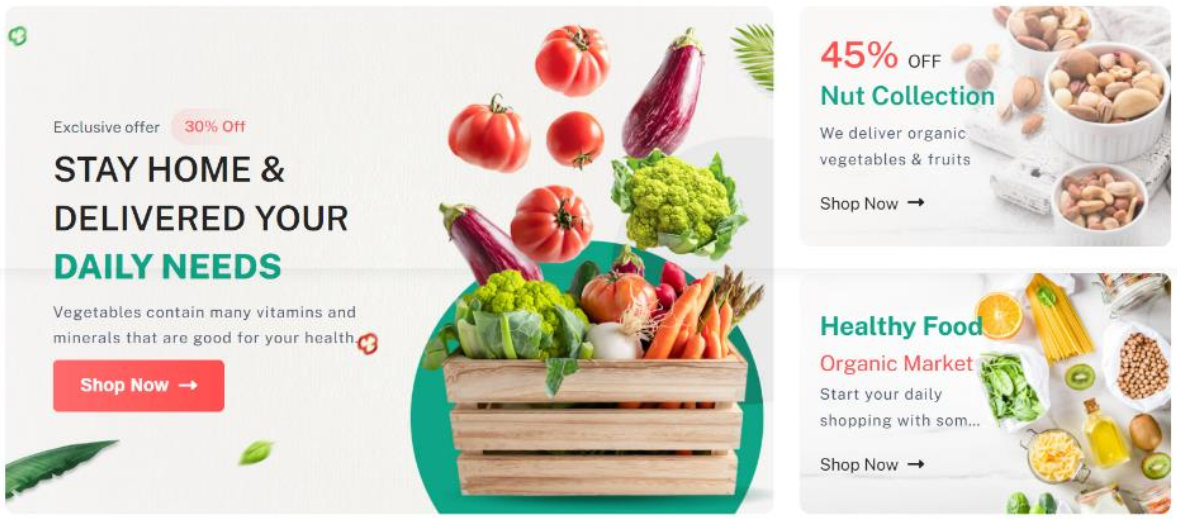 Exclusive offer 30% Off
STAY HOME &
DELIVERED YOUR
DAILY NEEDS
Vegetables contain many vitamins and
minerals that are good for your health.
Shop Now →
45% OFF
Nut Collection
We deliver organic
vegetables & fruits
Shop Now →
Healthy Food
Organic Market
Start your daily
shopping with som...
Shop Now →